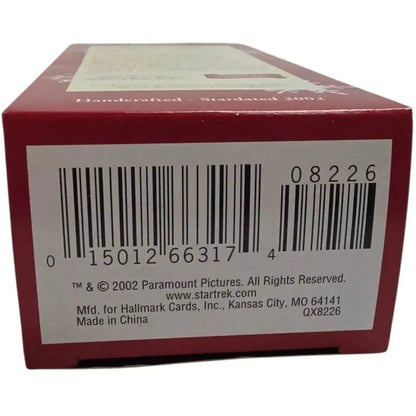 Handcrafted - Stardated 2002
08226
0 15012 66317 4
™ & © 2002 Paramount Pictures. All Rights Reserved.
www.startrek.com
Mfd. for Hallmark Cards, Inc., Kansas City, MO 64141
QX8226
Made in China